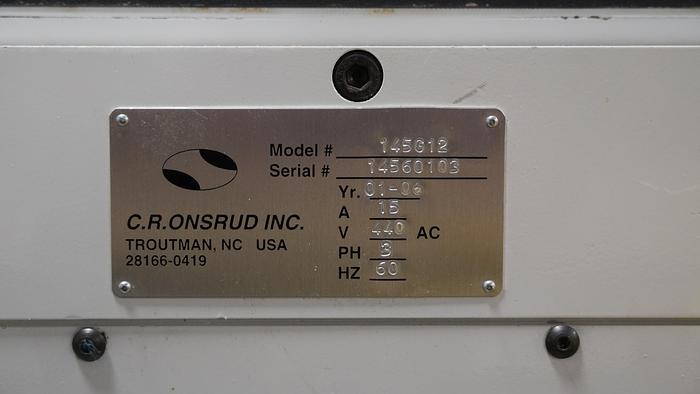 Model # 145G12
Serial # 14560103
Yr. 01-06
A 15
V 440 AC
PH 3
HZ 60
C.R.ONSRUD INC.
TROUTMAN, NC USA
28166-0419